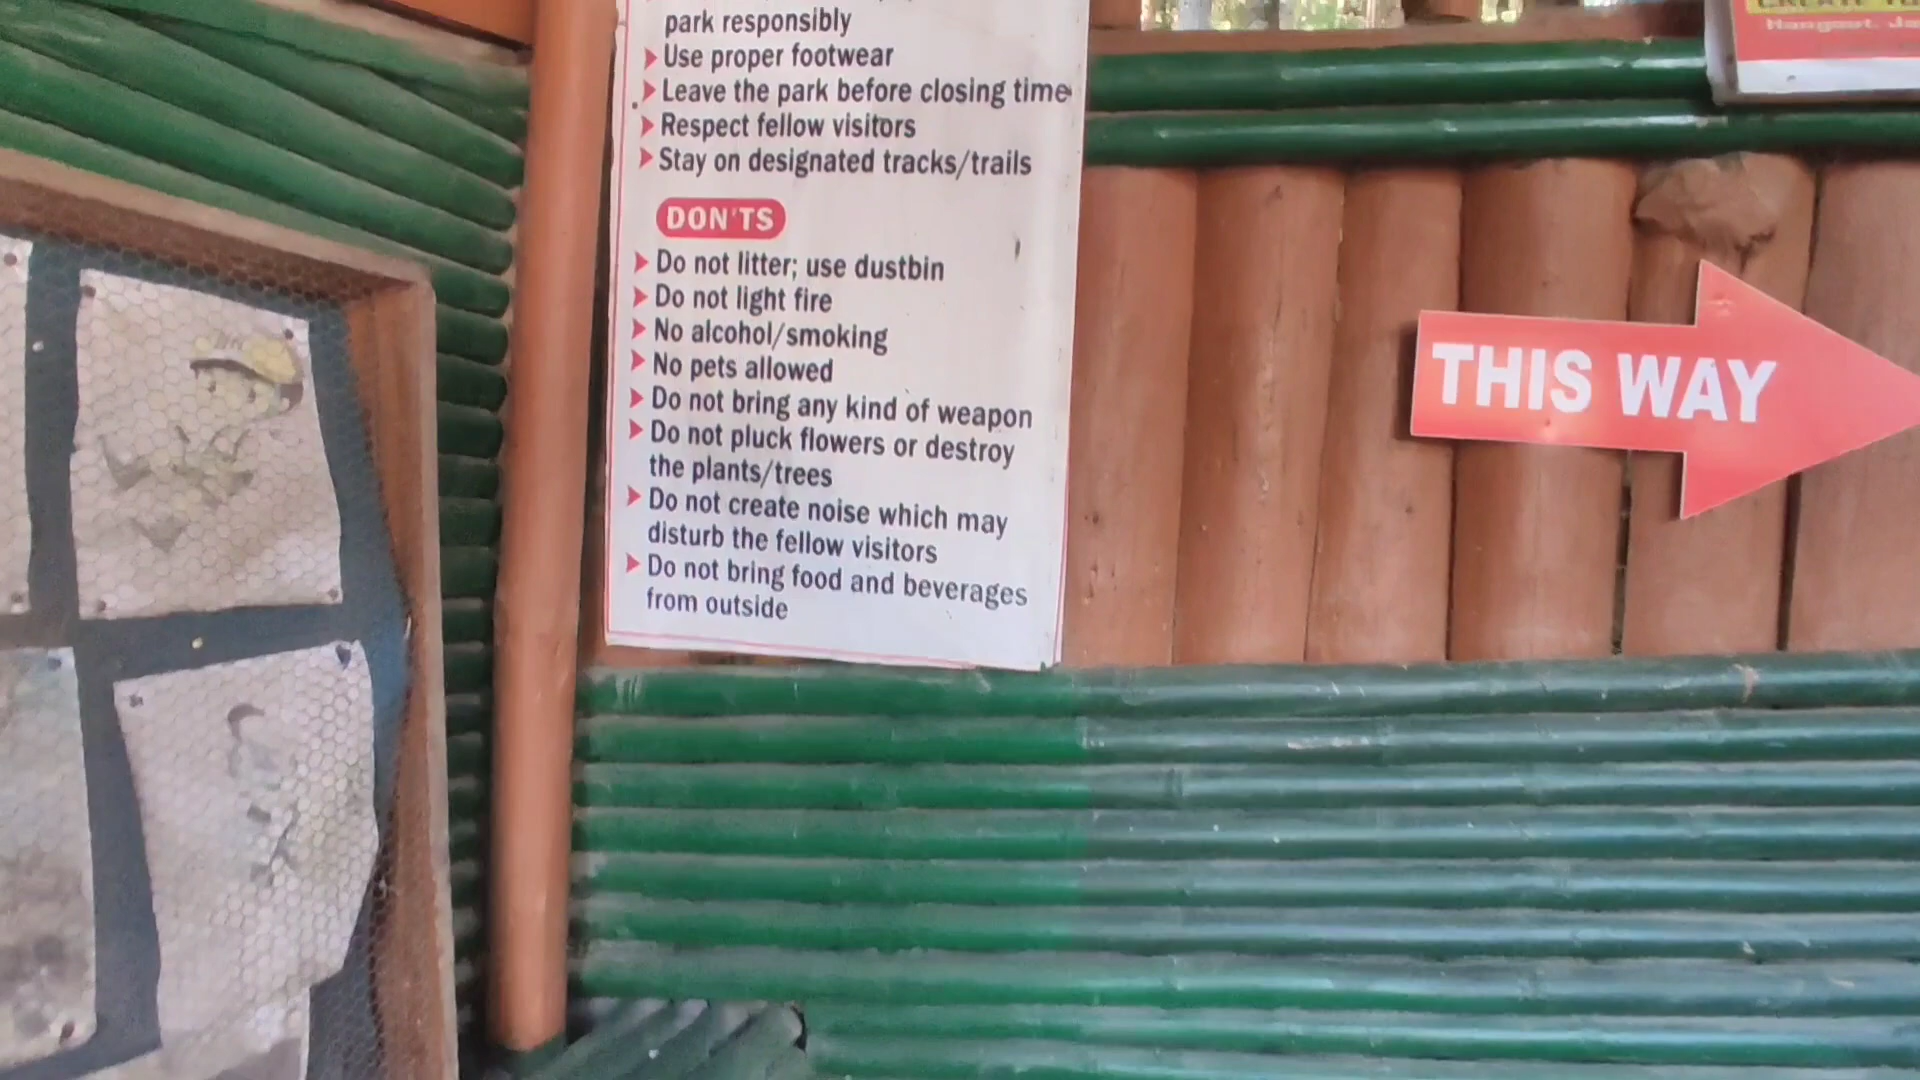 park responsibly
Use proper footwear
Leave the park before closing time
Respect fellow visitors
Stay on designated tracks/trails
DON'TS
Do not litter; use dustbin
Do not light fire
No alcohol/smoking
No pets allowed
Do not bring any kind of weapon
Do not pluck flowers or destroy
the plants/trees
Do not create noise which may
disturb the fellow visitors
Do not bring food and beverages
from outside
THIS WAY